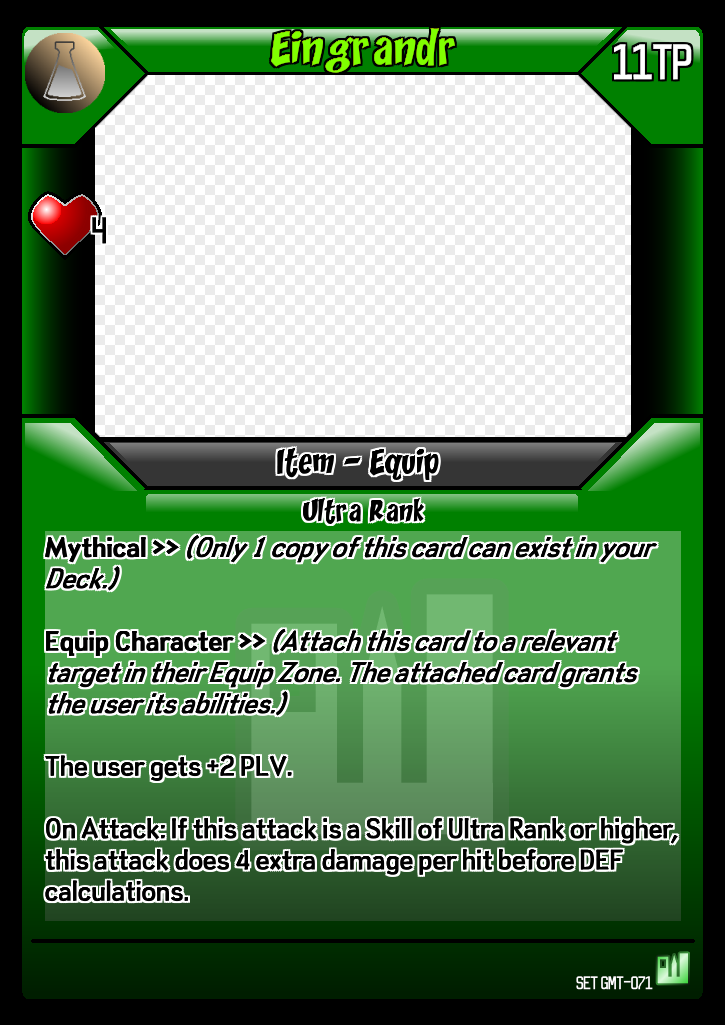 Eingrandr
11TP
4
Item - Equip
Ultra Rank
Mythical >> (Only 1 copy of this card can exist in your
Deck.)
Equip Character >> (Attach this card to a relevant
target in their Equip Zone. The attached card grants
the user its abilities.)
The user gets +2 PLV.
On Attack: If this attack is a Skill of Ultra Rank or higher,
this attack does 4 extra damage per hit before DEF
calculations.
SET GMT-071